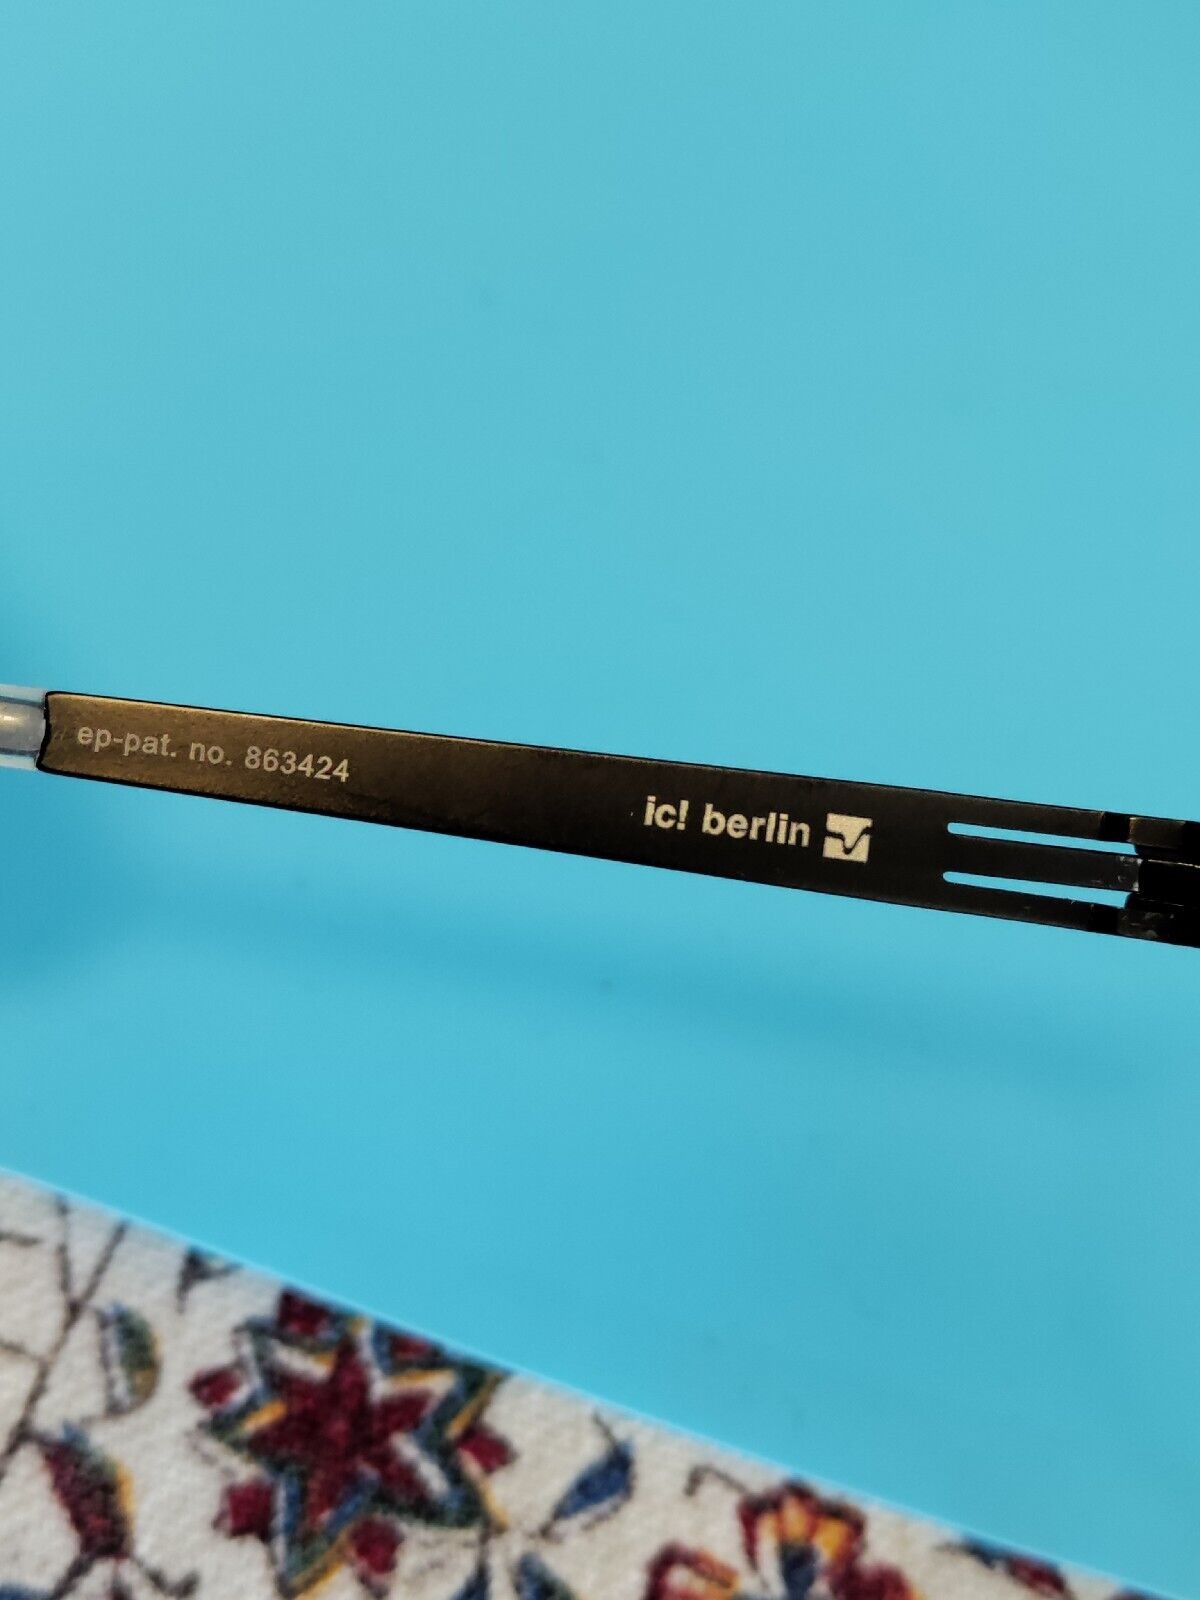 ep-pat. no. 863424
ic! berlin